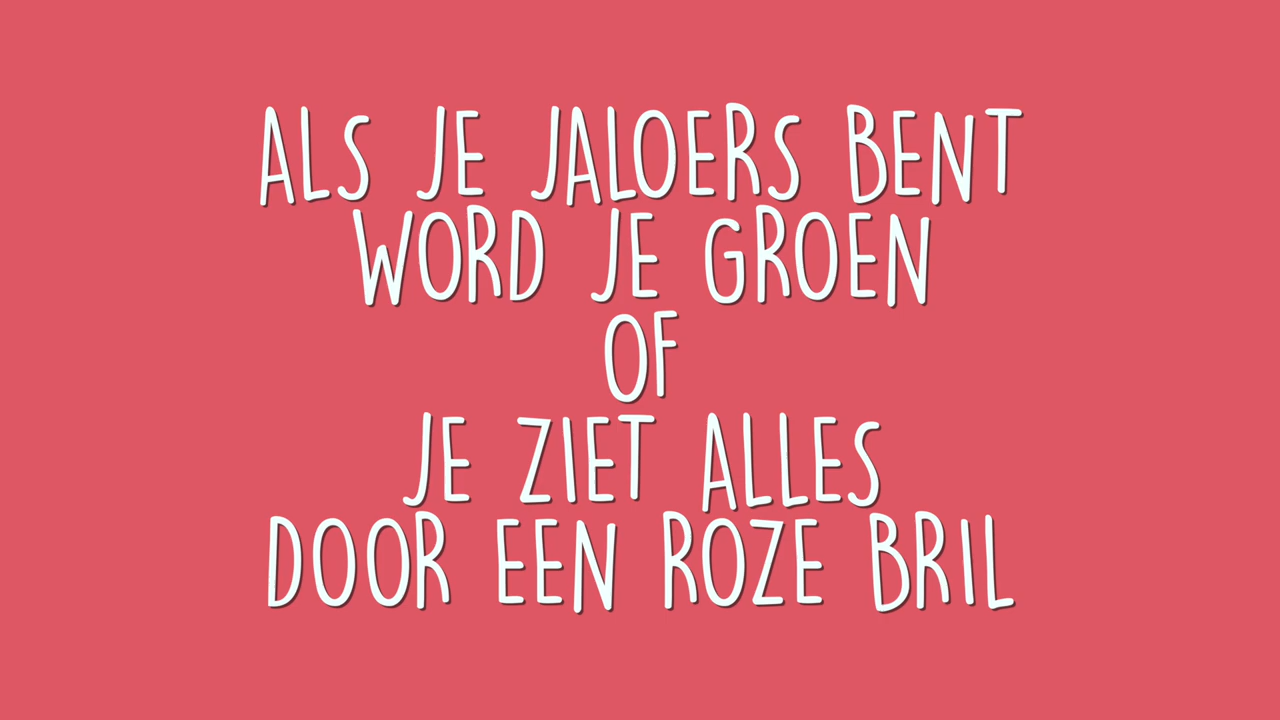 ALS JE JALOERS BENT
WORD JE GROEN
OF
JE ZIET ALLES
DOOR EEN ROZE BRIL